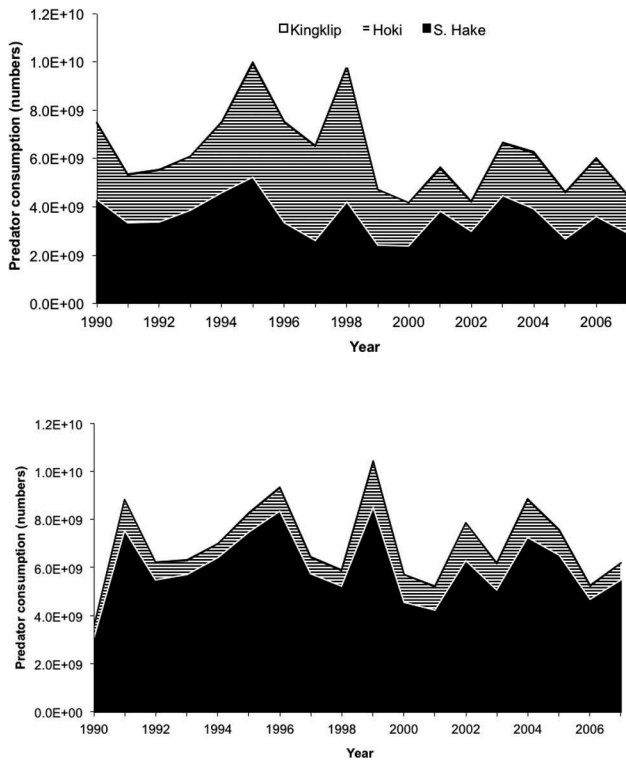 1.2E+10
Kingklip Hoki S. Hake
1.0E+10
8.0E+09
6.0E+09
4.0E+09
2.0E+09
0.0E+00
Predator consumption (numbers)
1990 1992 1994 1996 1998 2000 2002 2004 2006
Year
1.2E+10
1.0E+10
8.0E+09
6.0E+09
4.0E+09
2.0E+09
0.0E+00
Predator consumption (numbers)
1990 1992 1994 1996 1998 2000 2002 2004 2006
Year